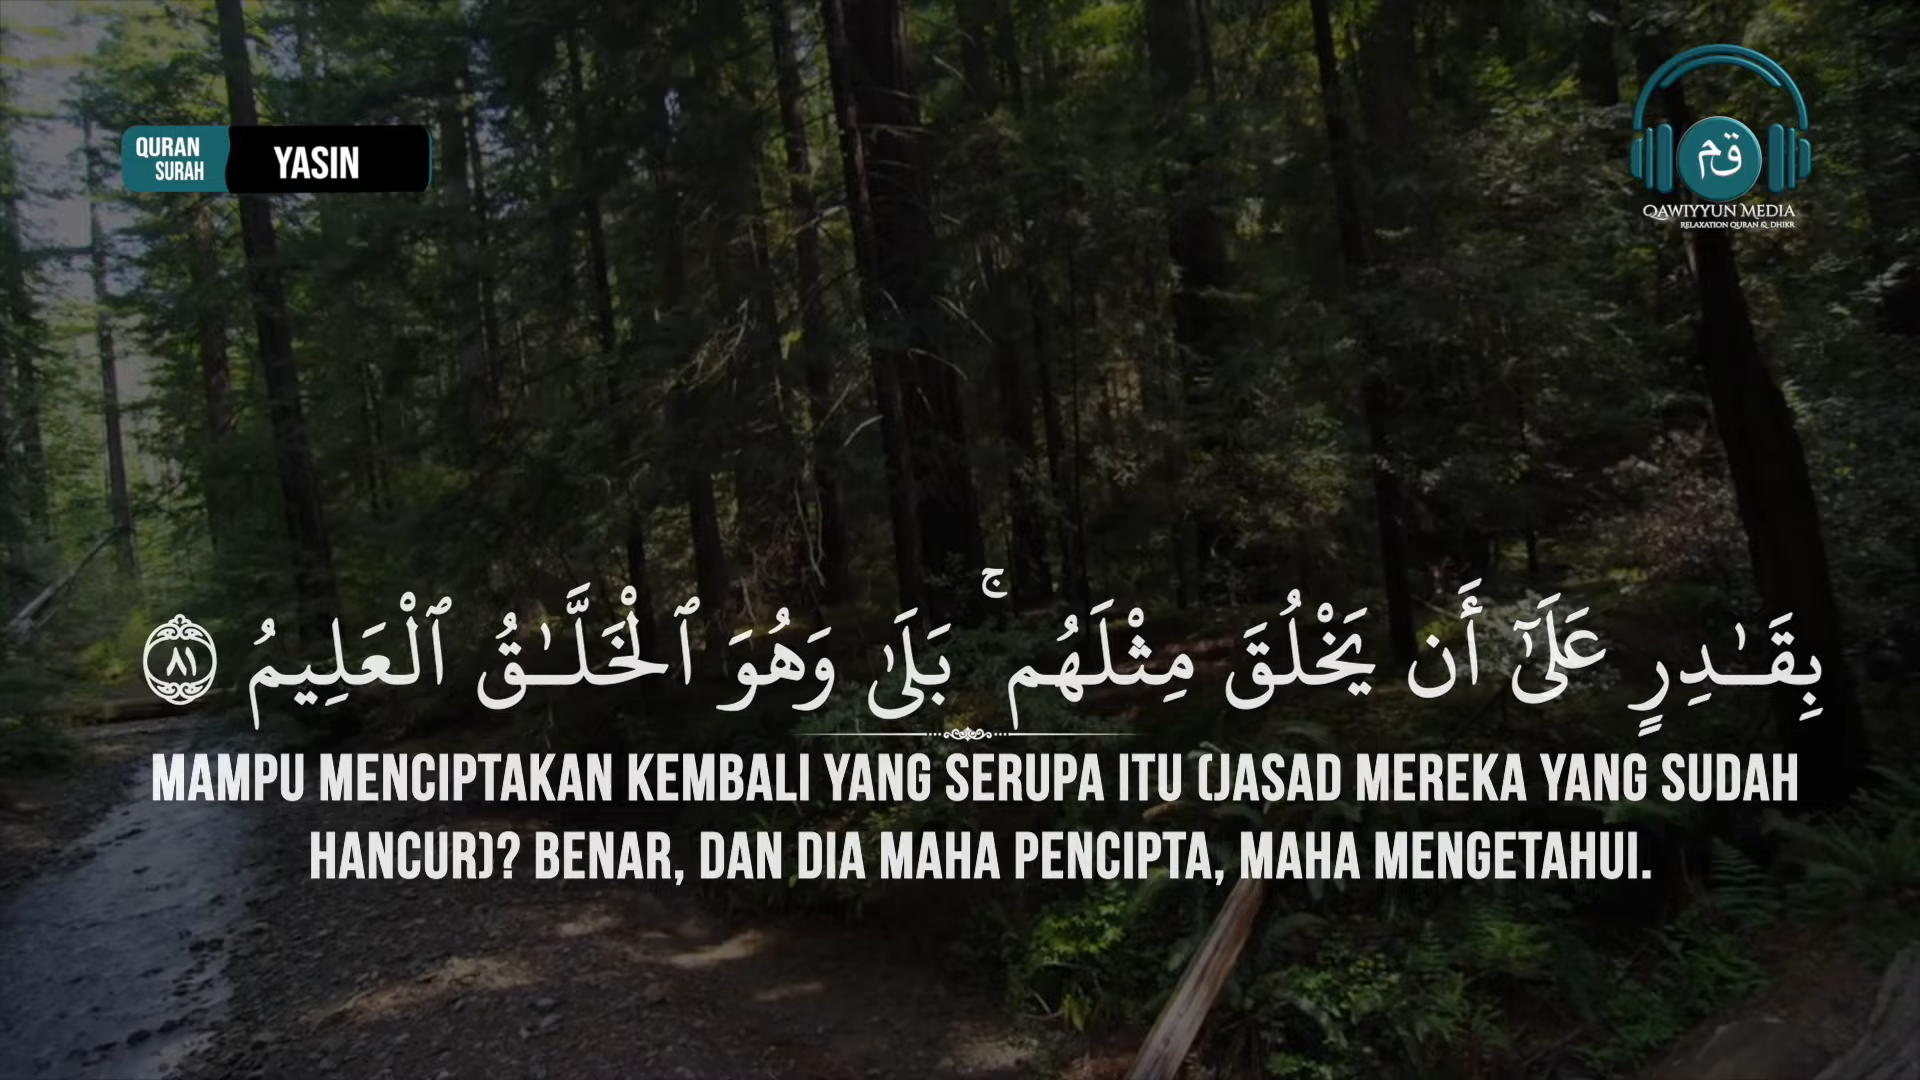 QURAN
SURAH
YASIN
قم
QAWIYYUN MEDIA
RELAXATION QURAN & DHIKR
بِقَـٰدِرٍ عَلَىٰٓ أَن يَخْلُقَ مِثْلَهُم ۚ بَلَىٰ وَهُوَ ٱلْخَلَّـٰقُ ٱلْعَلِيمُ ٨١
MAMPU MENCIPTAKAN KEMBALI YANG SERUPA ITU (JASAD MEREKA YANG SUDAH
HANCUR)? BENAR, DAN DIA MAHA PENCIPTA, MAHA MENGETAHUI.